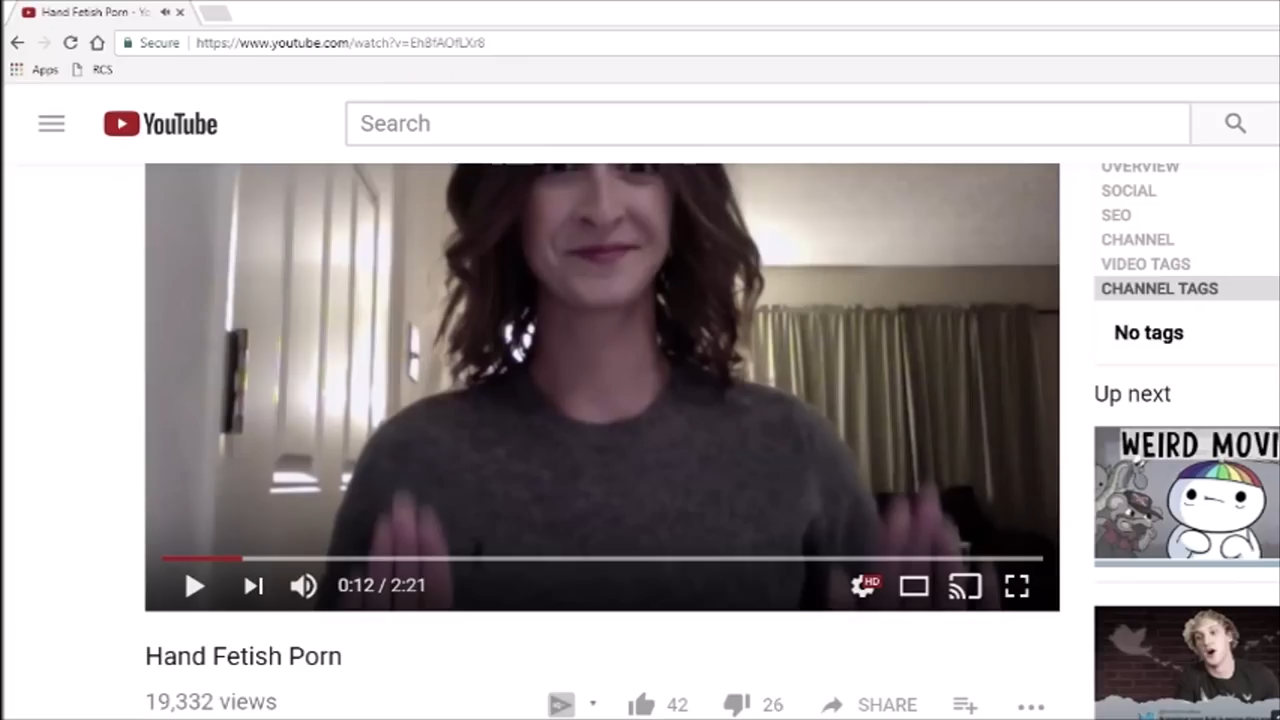 Hand Fetish Porn - Yo
Secure
https://www.youtube.com/watch?v=EhBfAOfLXr8
Apps
RCS
YouTube
Search
OVERVIEW
SOCIAL
SEO
CHANNEL
VIDEO TAGS
CHANNEL TAGS
No tags
Up next
WEIRD MOVI
0:12 / 2:21
HD
Hand Fetish Porn
19,332 views
42
26
SHARE